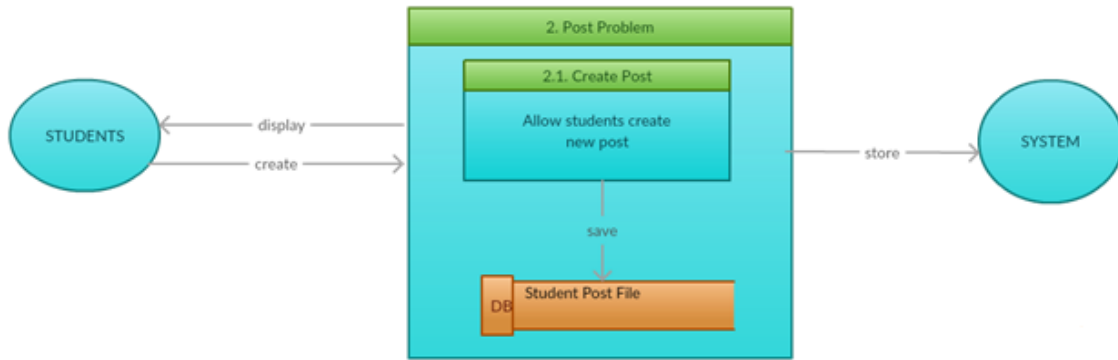 2. Post Problem
2.1. Create Post
Allow students create
new post
STUDENTS
display
create
store
SYSTEM
save
DB
Student Post File